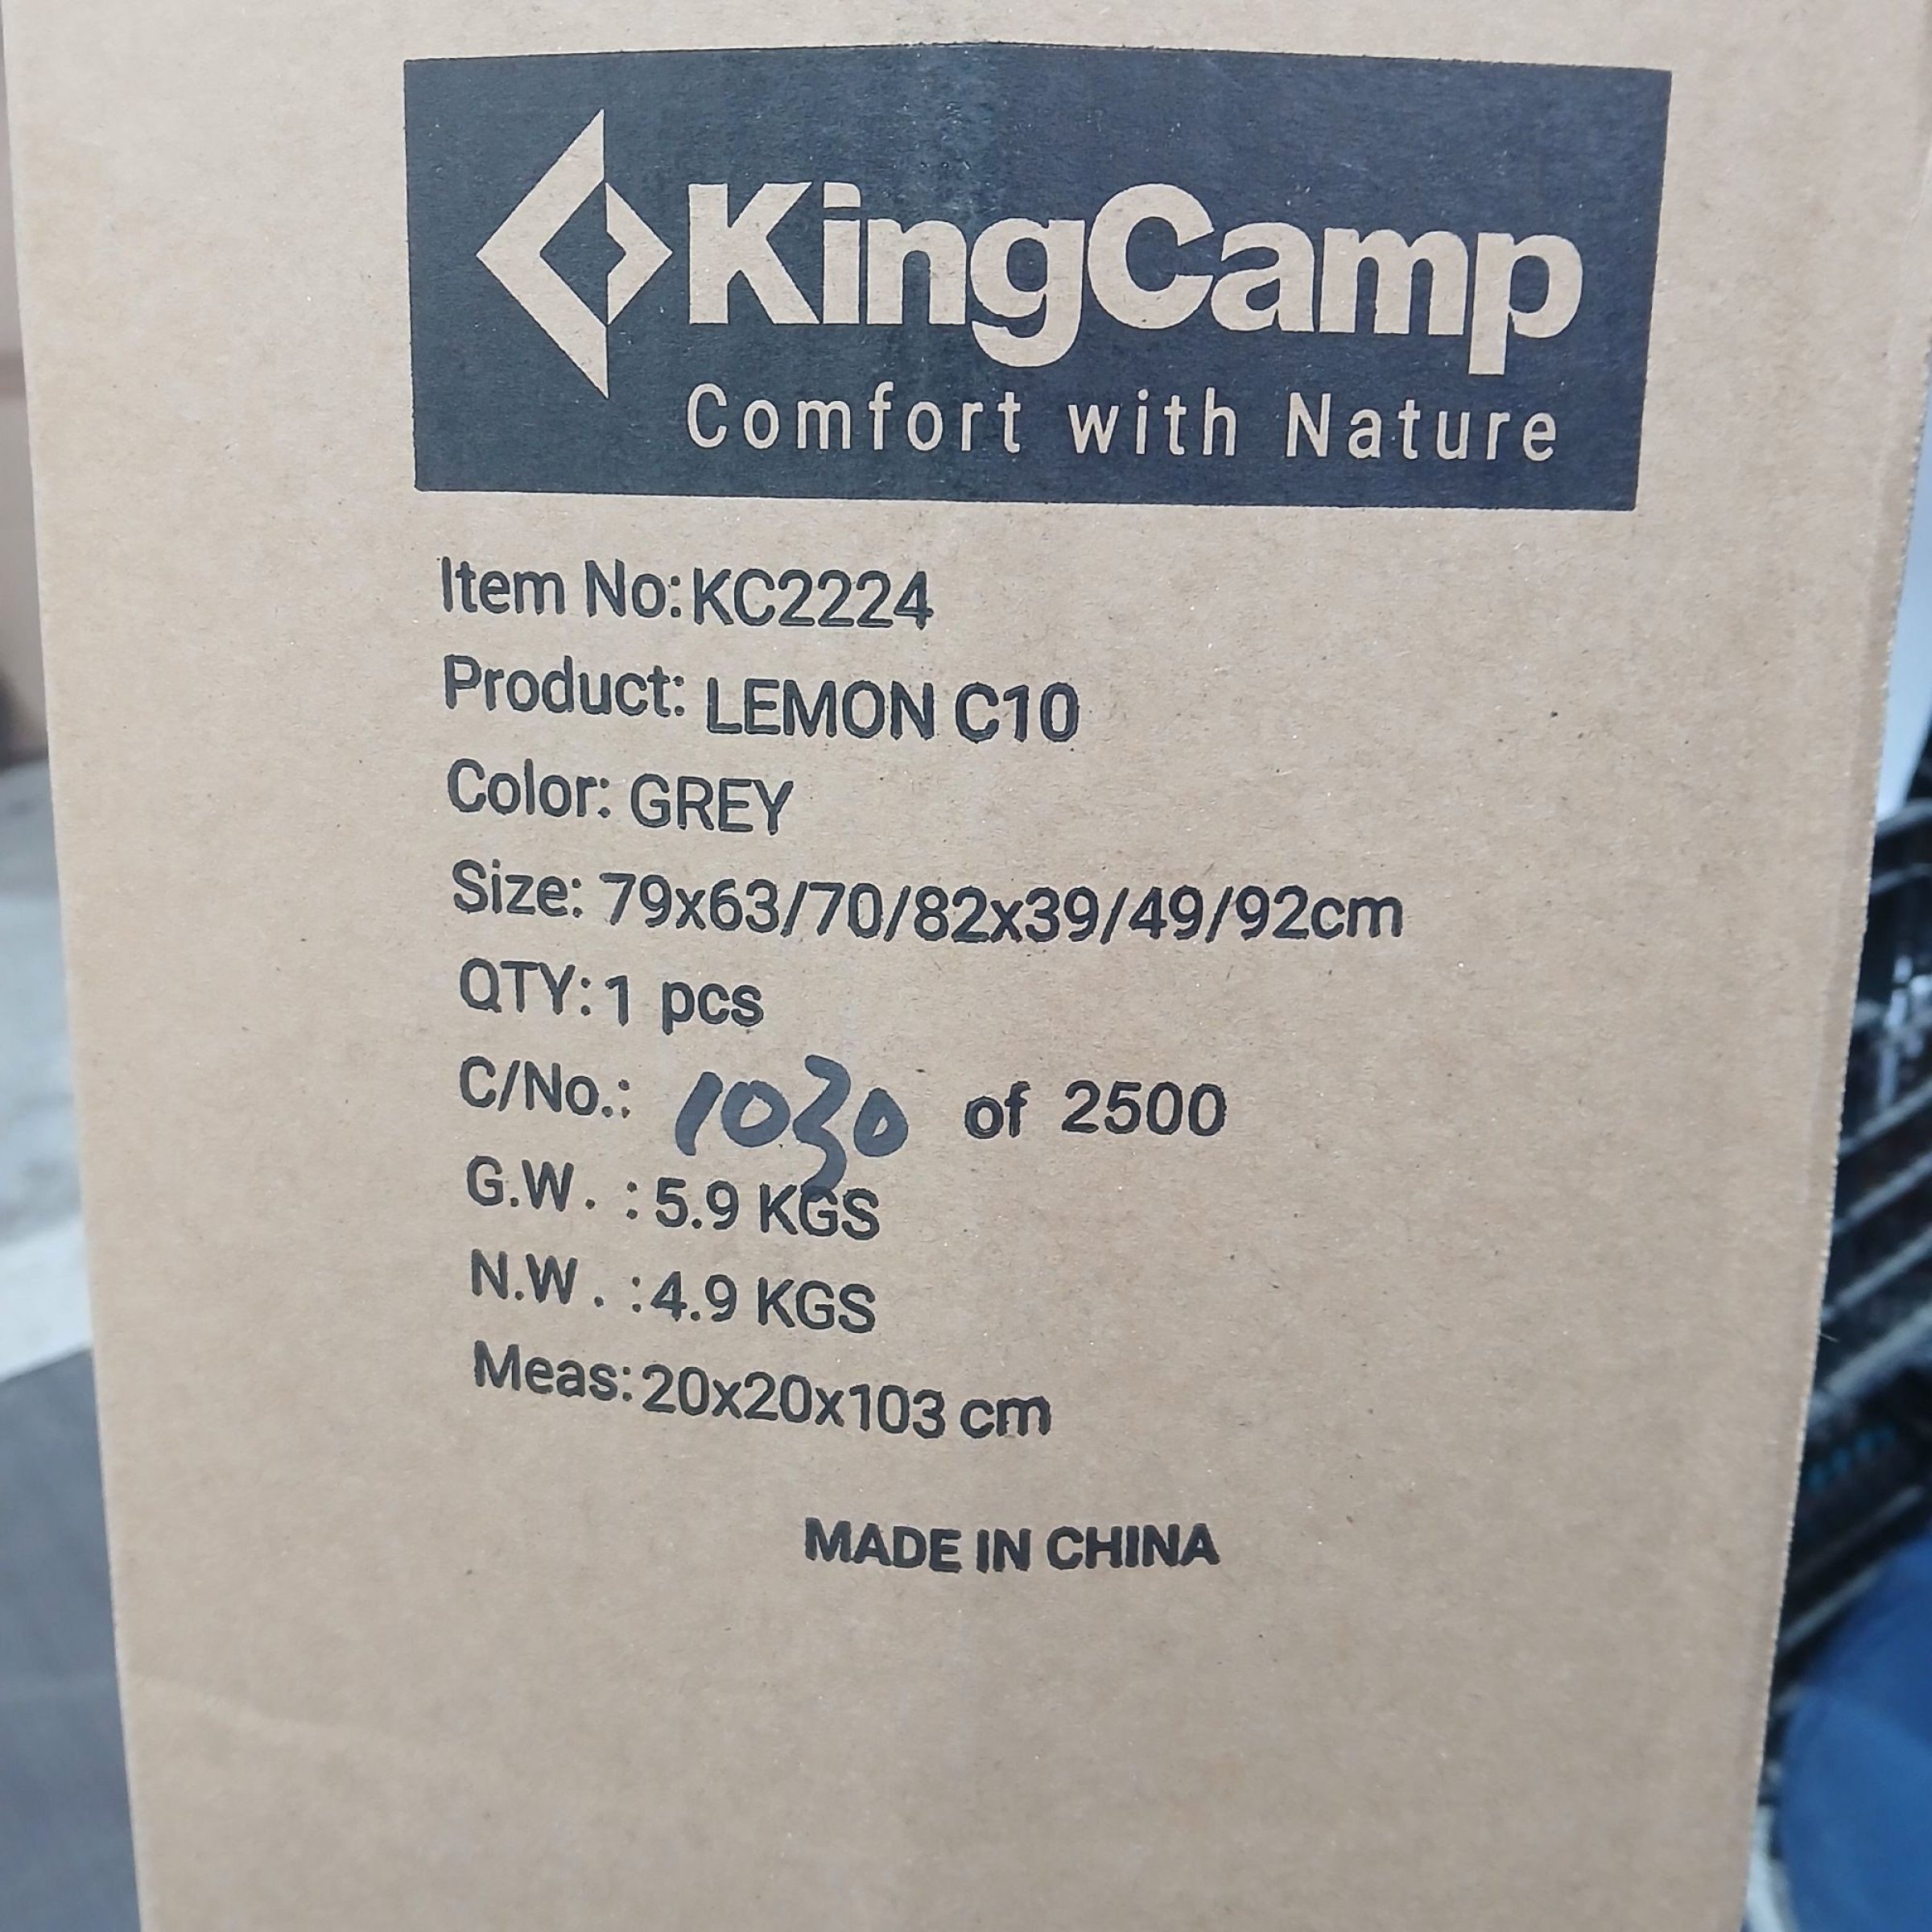 KingCamp
Comfort with Nature
Item No:KC2224
Product: LEMON C10
Color: GREY
Size: 79x63/70/82x39/49/92cm
QTY:1 pcs
C/No.: 1030 of 2500
G.W. :5.9 KGS
N.W. :4.9 KGS
Meas:20x20x103 cm
MADE IN CHINA